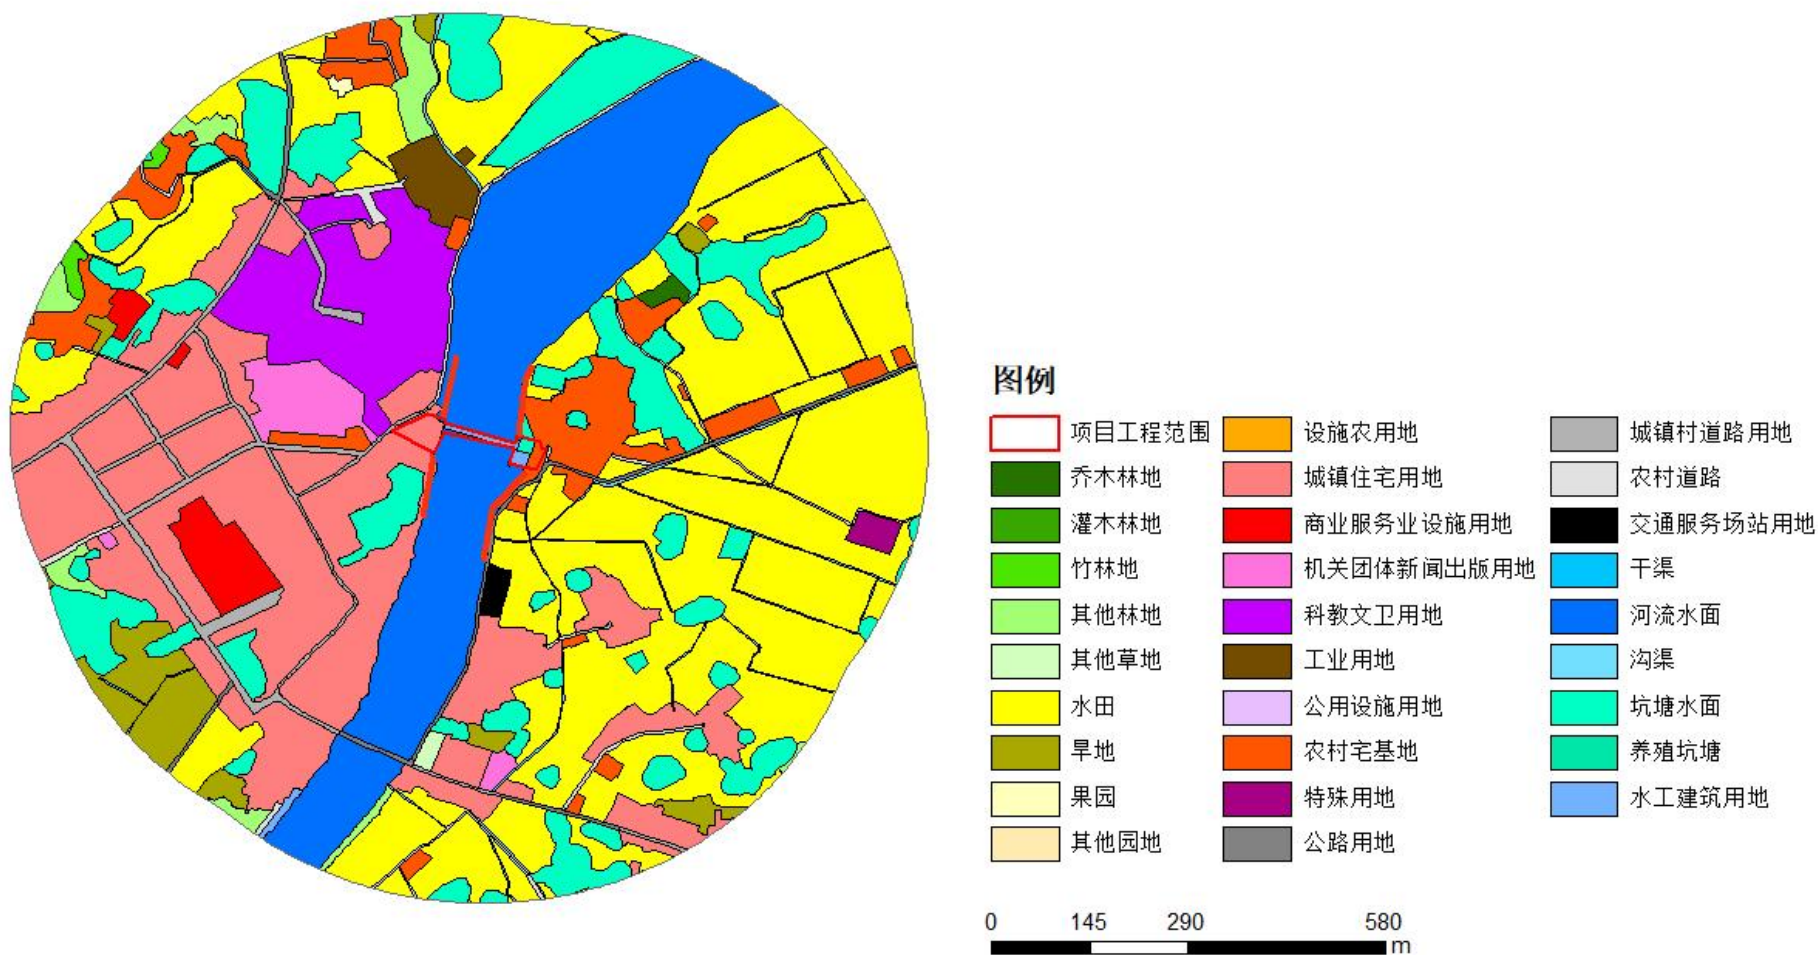 图例
项目工程范围
乔木林地
灌木林地
竹林地
其他林地
其他草地
水田
旱地
果园
其他园地
设施农用地
城镇住宅用地
商业服务业设施用地
机关团体新闻出版用地
科教文卫用地
工业用地
公用设施用地
农村宅基地
特殊用地
公路用地
城镇村道路用地
农村道路
交通服务场站用地
干渠
河流水面
沟渠
坑塘水面
养殖坑塘
水工建筑用地
0 145 290 580
m